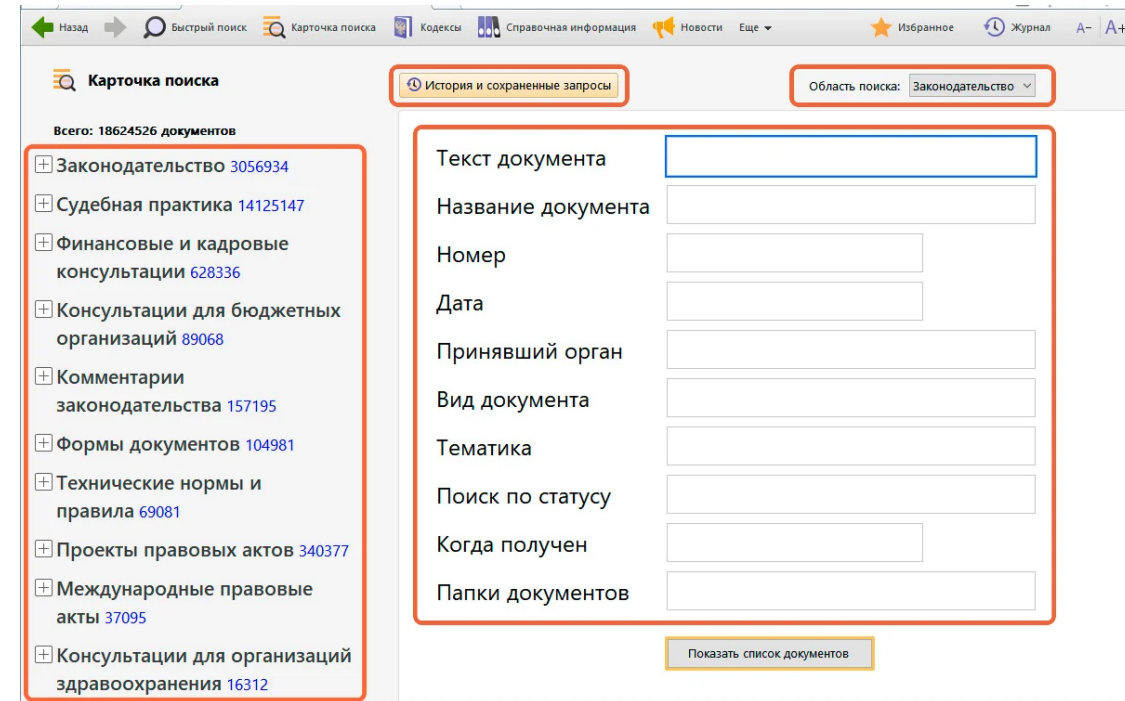 Назад Быстрый поиск Карточка поиска Кодексы Справочная информация Новости Еще Избранное Журнал А- А+
Карточка поиска
История и сохраненные запросы
Область поиска: Законодательство
Всего: 18624526 документов
Законодательство 3056934
Судебная практика 14125147
Финансовые и кадровые
консультации 628336
Консультации для бюджетных
организаций 89068
Комментарии
законодательства 157195
Формы документов 104981
Технические нормы и
правила 69081
Проекты правовых актов 340377
Международные правовые
акты 37095
Консультации для организаций
здравоохранения 16312
Текст документа
Название документа
Номер
Дата
Принявший орган
Вид документа
Тематика
Поиск по статусу
Когда получен
Папки документов
Показать список документов